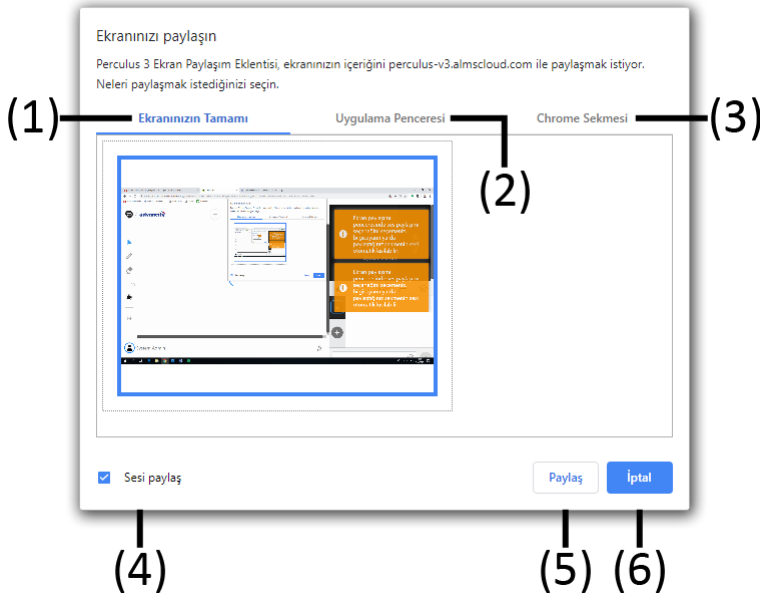 Ekranınızı paylaşın
Perculus 3 Ekran Paylaşım Eklentisi, ekranınızın içeriğini perculus-v3.almscloud.com ile paylaşmak istiyor.
Neleri paylaşmak istediğinizi seçin.
(1) Ekranınızın Tamamı Uygulama Penceresi Chrome Sekmesi (3)
(2)
advancity
Sesi paylaş Paylaş İptal
(4) (5) (6)